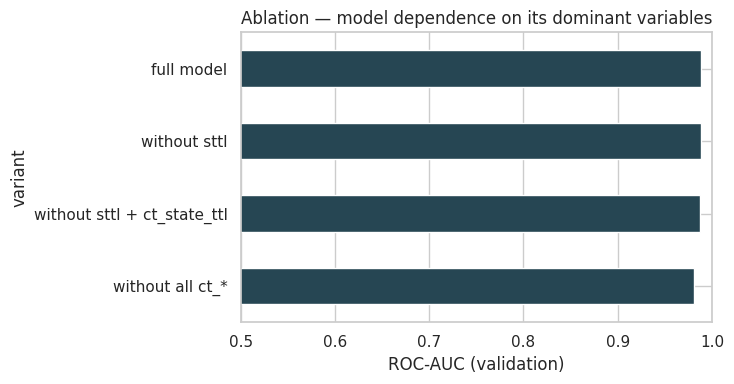 Ablation — model dependence on its dominant variables
full model
without sttl
without sttl + ct_state_ttl
without all ct_*
variant
0.5 0.6 0.7 0.8 0.9 1.0
ROC-AUC (validation)